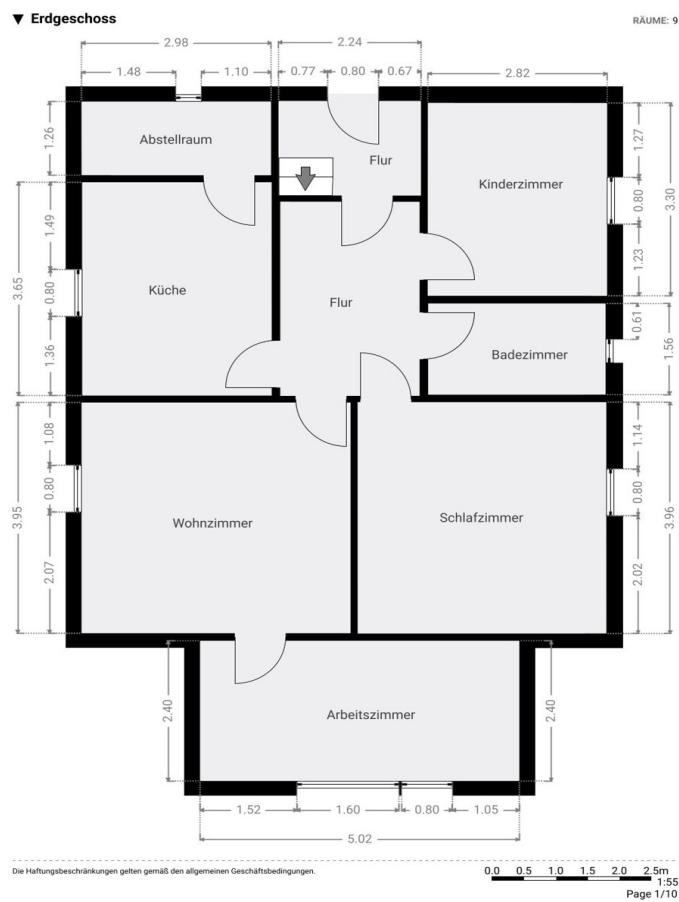 ▼ Erdgeschoss
RÄUME: 9
2.98
2.24
1.48
1.10
0.77
0.80
0.67
2.82
1.26
Abstellraum
Flur
Kinderzimmer
1.27
0.80
3.30
1.23
1.49
3.65
0.80
Küche
Flur
1.36
0.61
Badezimmer
1.56
1.08
0.80
3.95
2.07
Wohnzimmer
Schlafzimmer
1.14
0.80
3.96
2.02
2.40
Arbeitszimmer
2.40
1.52
1.60
0.80
1.05
5.02
Die Haftungsbeschränkungen gelten gemäß den allgemeinen Geschäftsbedingungen.
0.0 0.5 1.0 1.5 2.0 2.5m
1:55
Page 1/10